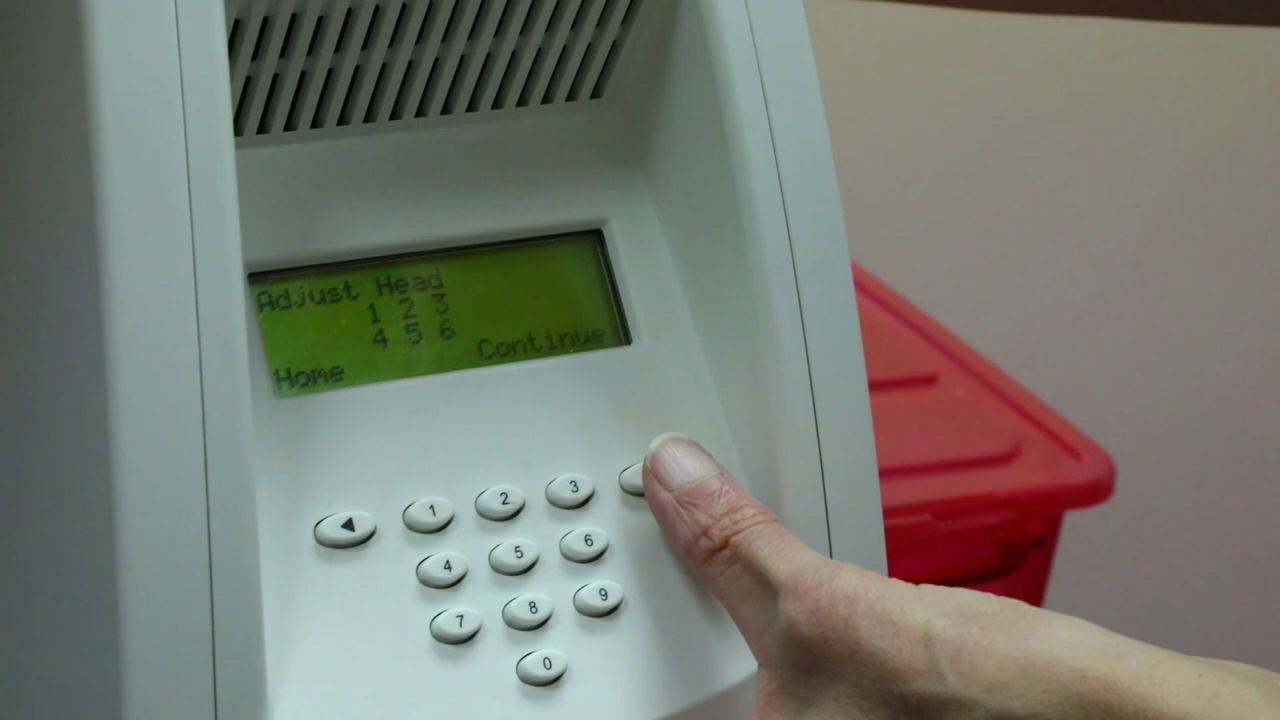 Adjust Head
1 2 3
4 5 6
Continue
Home
◀ 1 2 3
4 5 6
7 8 9
0